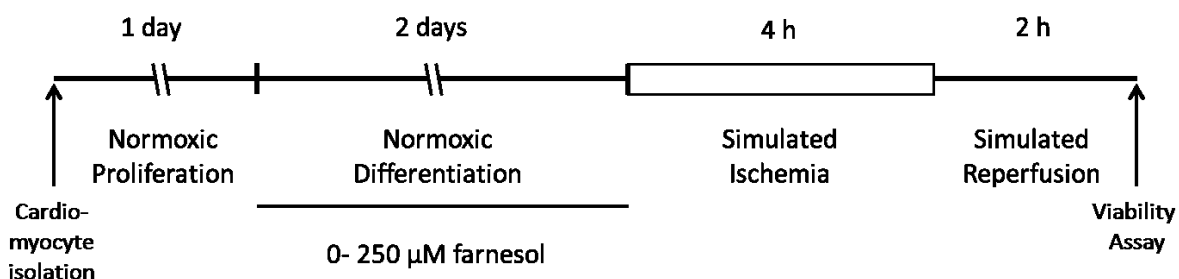 1 day
2 days
4 h
2 h
Normoxic
Proliferation
Normoxic
Differentiation
Simulated
Ischemia
Simulated
Reperfusion
Cardio-
myocyte
isolation
0- 250 µM farnesol
Viability
Assay